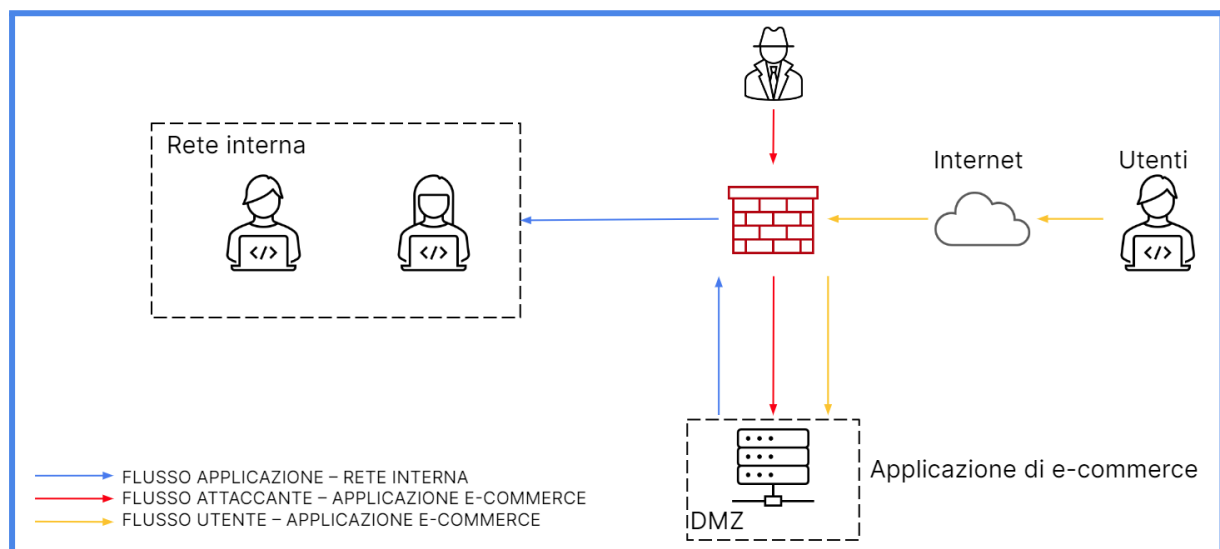 Rete interna
Internet
Utenti
</>
</>
</>
Applicazione di e-commerce
FLUSSO APPLICAZIONE – RETE INTERNA
FLUSSO ATTACCANTE – APPLICAZIONE E-COMMERCE
FLUSSO UTENTE – APPLICAZIONE E-COMMERCE
DMZ